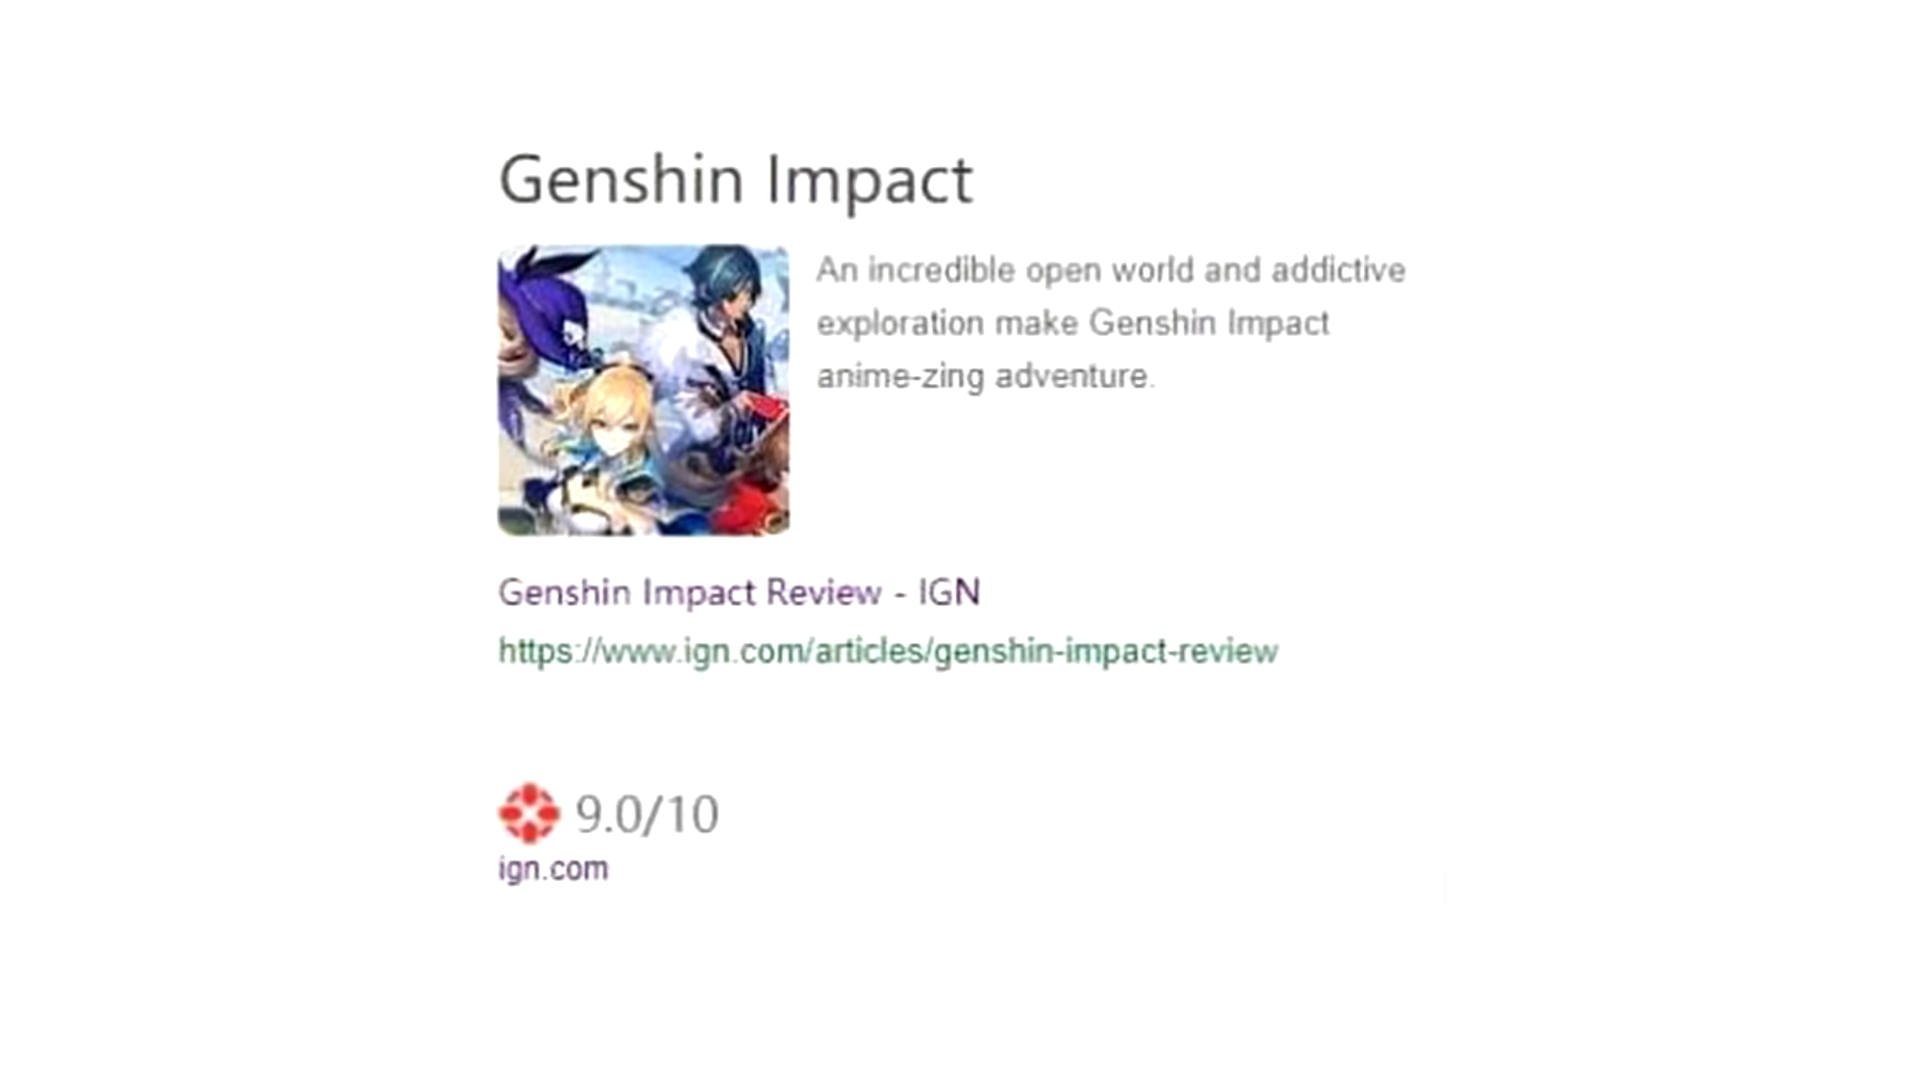 Genshin Impact
An incredible open world and addictive
exploration make Genshin Impact
anime-zing adventure.
Genshin Impact Review - IGN
https://www.ign.com/articles/genshin-impact-review
9.0/10
ign.com